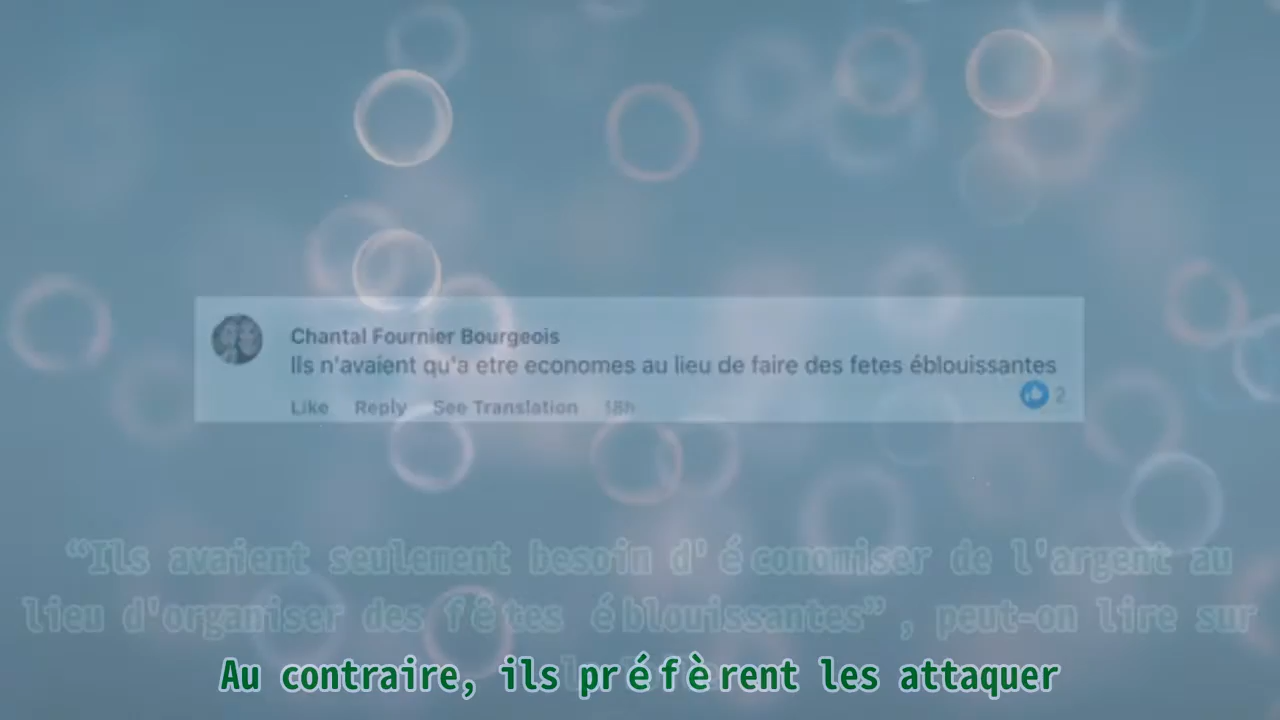 Chantal Fournier Bourgeois
Ils n'avaient qu'a etre economes au lieu de faire des fetes éblouissantes
2
Like Reply See Translation 18h
“Ils avaient seulement besoin d'économiser de l'argent au
lieu d'organiser des fêtes éblouissantes”, peut-on lire sur
Au contraire, ils préfèrent les attaquer